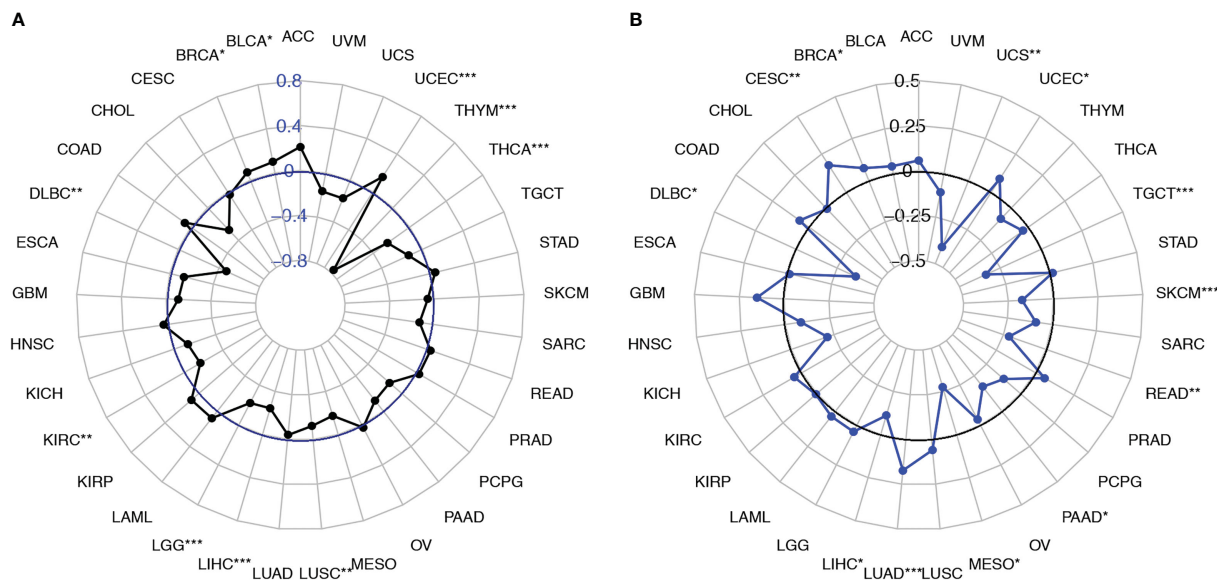 A
ACC
UVM
UCS
UCEC***
THYM***
THCA***
TGCT
STAD
SKCM
SARC
READ
PRAD
PCPG
PAAD
OV
MESO
LUSC**
LUAD
LIHC***
LGG***
LAML
KIRP
KIRC**
KICH
HNSC
GBM
ESCA
DLBC**
COAD
CHOL
CESC
BRCA*
BLCA*
0.8
0.4
0
−0.4
−0.8
B
ACC
UVM
UCS**
UCEC*
THYM
THCA
TGCT***
STAD
SKCM***
SARC
READ**
PRAD
PCPG
PAAD*
OV
MESO*
LUSC
LUAD***
LIHC*
LGG
LAML
KIRP
KIRC
KICH
HNSC
GBM
ESCA
DLBC*
COAD
CHOL
CESC**
BRCA*
BLCA
0.5
0.25
0
−0.25
−0.5